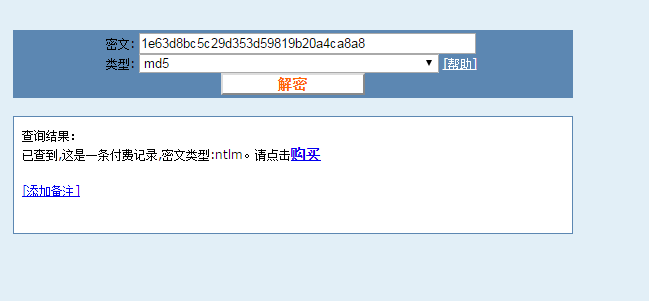 密文: 1e63d8bc5c29d353d59819b20a4ca8a8
类型: md5 [帮助]
解密
查询结果:
已查到,这是一条付费记录,密文类型:ntlm。请点击购买
[添加备注]